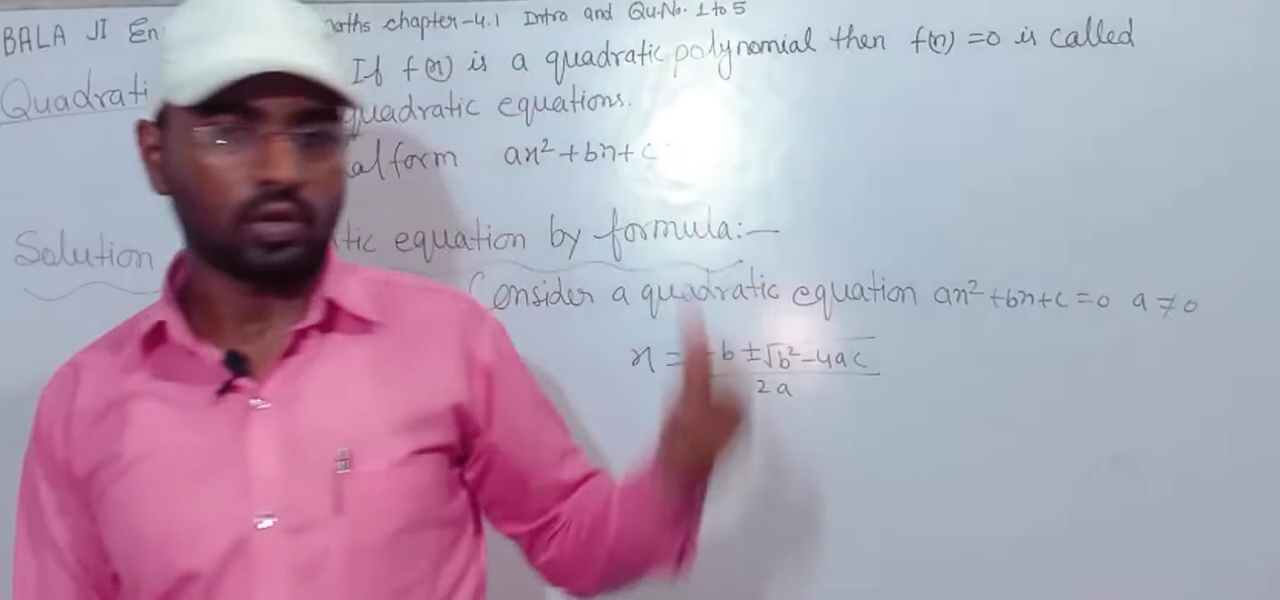 BALA JI En maths chapter-4.1 Intro and Qu.No. 1 to 5
Quadrati If f(x) is a quadratic polynomial then f(x) =0 is called
quadratic equations.
al form ax²+bx+c
Solution tic equation by formula:—
Consider a quadratic equation ax²+bx+c=0 a≠0
x = -b ±√b²-4ac
2a